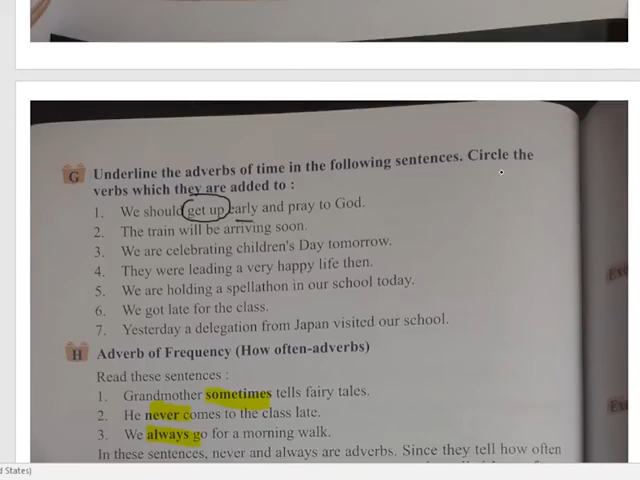 G Underline the adverbs of time in the following sentences. Circle the
verbs which they are added to :
1. We should get up early and pray to God.
2. The train will be arriving soon.
3. We are celebrating children's Day tomorrow.
4. They were leading a very happy life then.
5. We are holding a spellathon in our school today.
6. We got late for the class.
7. Yesterday a delegation from Japan visited our school.
H Adverb of Frequency (How often-adverbs)
Read these sentences :
1. Grandmother sometimes tells fairy tales.
2. He never comes to the class late.
3. We always go for a morning walk.
In these sentences, never and always are adverbs. Since they tell how often
d States)